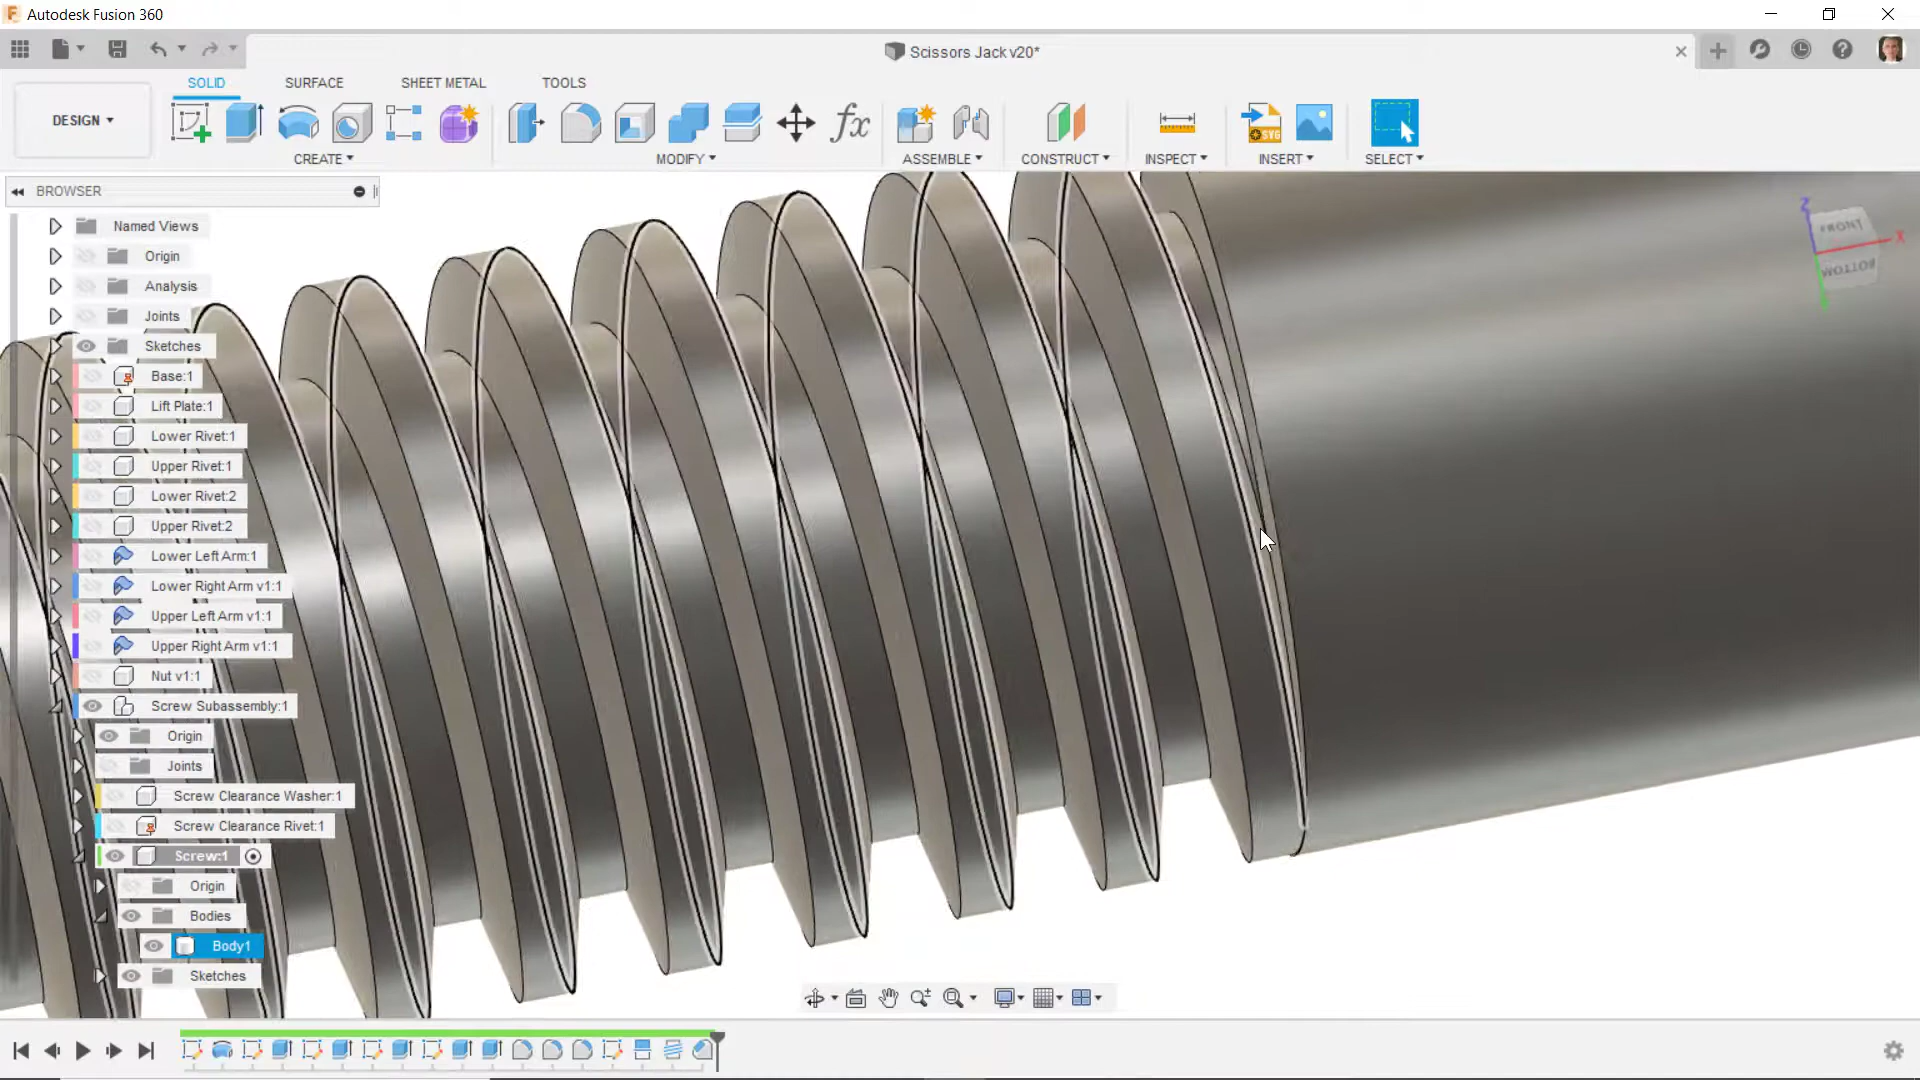 Autodesk Fusion 360
Scissors Jack v20*
SOLID SURFACE SHEET METAL TOOLS
DESIGN
fx
SVG
CREATE MODIFY ASSEMBLE CONSTRUCT INSPECT INSERT SELECT
BROWSER
Named Views
Origin
Analysis
Joints
Sketches
Base:1
Lift Plate:1
Lower Rivet:1
Upper Rivet:1
Lower Rivet:2
Upper Rivet:2
Lower Left Arm:1
Lower Right Arm v1:1
Upper Left Arm v1:1
Upper Right Arm v1:1
Nut v1:1
Screw Subassembly:1
Origin
Joints
Screw Clearance Washer:1
Screw Clearance Rivet:1
Screw:1
Origin
Bodies
Body1
Sketches
Z
FRONT
X
BOTTOM